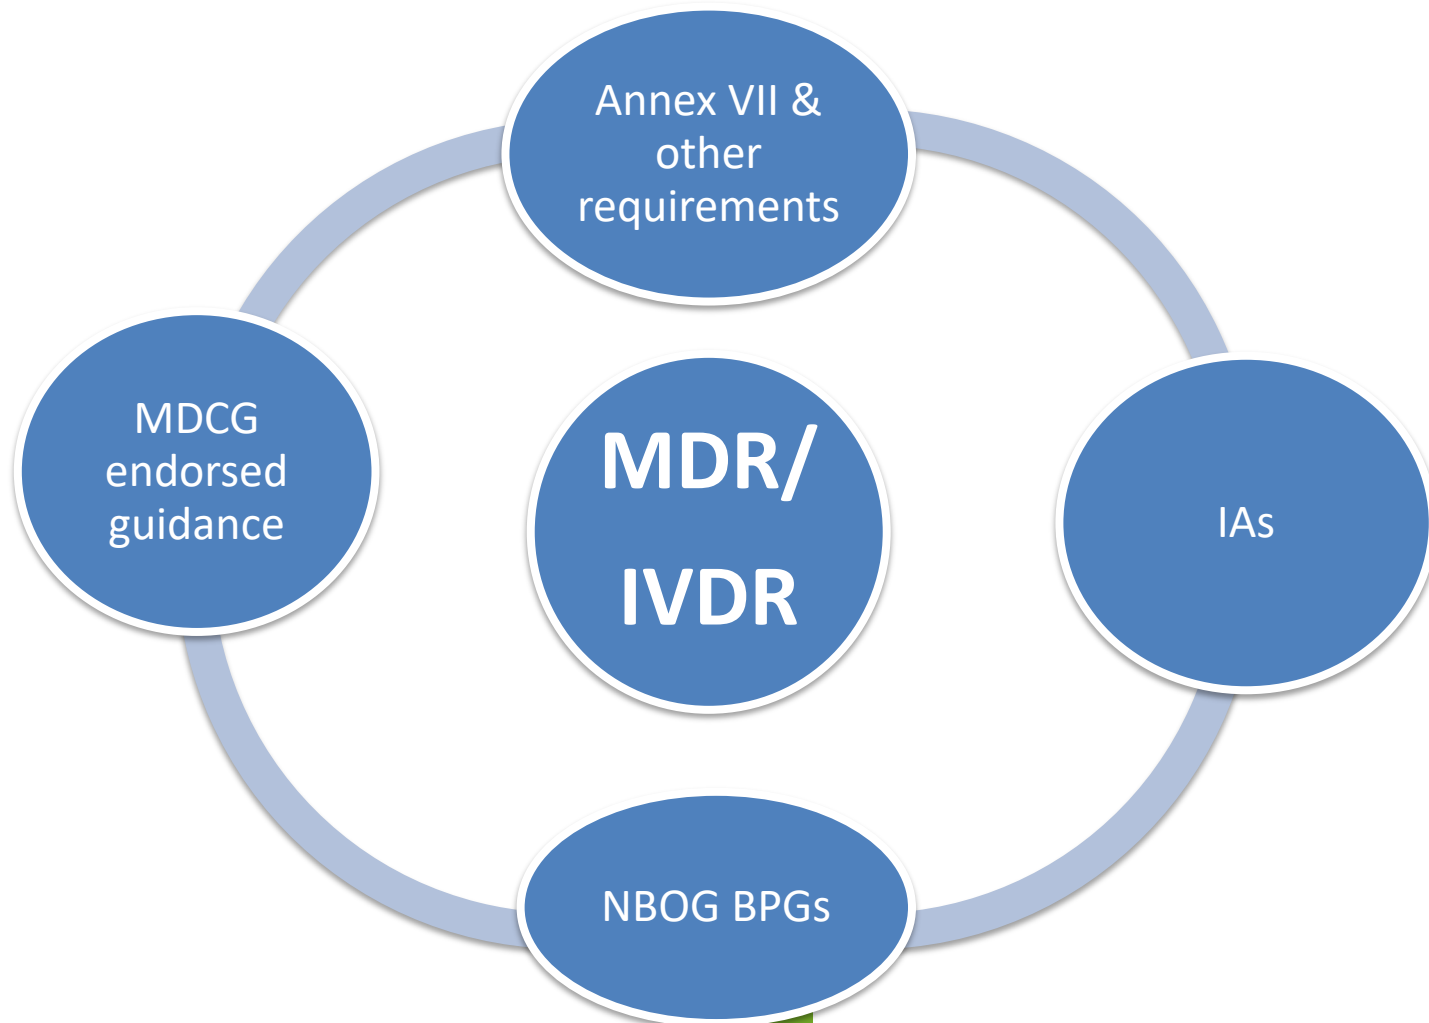 Annex VII &
other
requirements
MDCG
endorsed
guidance
MDR/
IVDR
IAs
NBOG BPGs